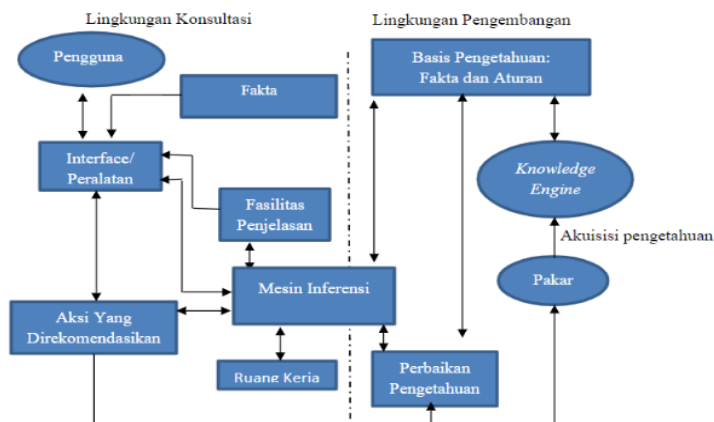 Lingkungan Konsultasi
Lingkungan Pengembangan
Pengguna
Fakta
Basis Pengetahuan:
Fakta dan Aturan
Interface/
Peralatan
Knowledge
Engine
Fasilitas
Penjelasan
Akuisisi pengetahuan
Mesin Inferensi
Pakar
Aksi Yang
Direkomendasikan
Ruang Kerja
Perbaikan
Pengetahuan